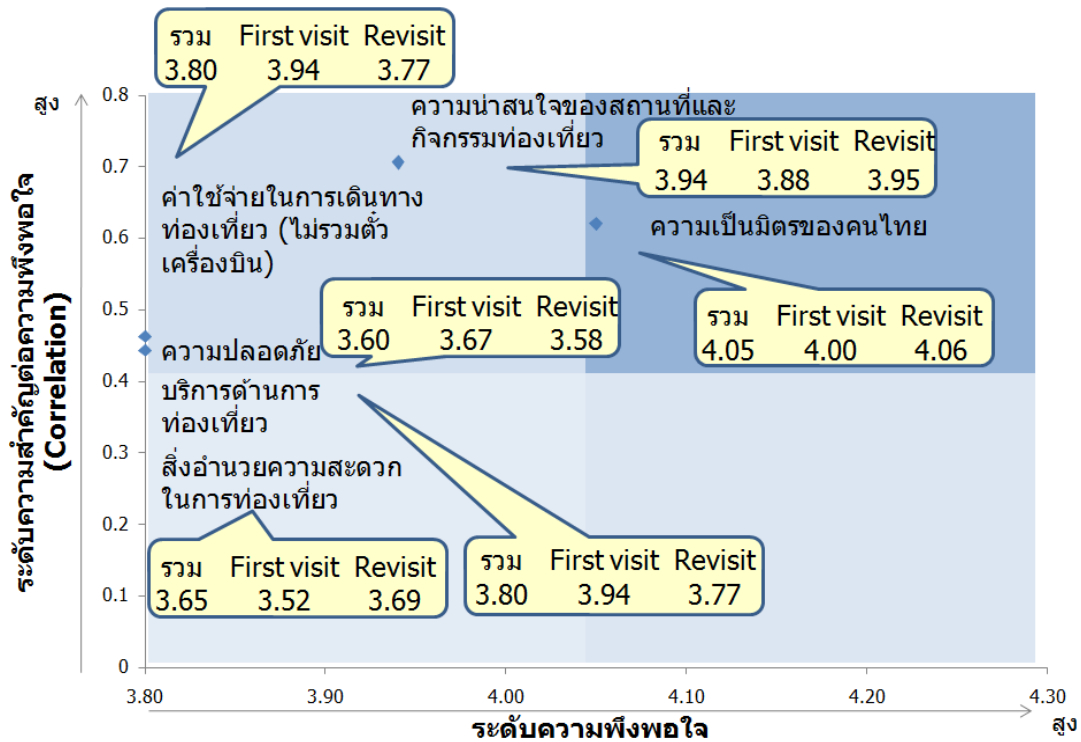 รวม First visit Revisit
3.80 3.94 3.77
สูง
0.8
0.7
0.6
0.5
0.4
0.3
0.2
0.1
0
ระดับความสำคัญต่อความพึงพอใจ
(Correlation)
ความน่าสนใจของสถานที่และ
กิจกรรมท่องเที่ยว
รวม First visit Revisit
3.94 3.88 3.95
ค่าใช้จ่ายในการเดินทาง
ท่องเที่ยว (ไม่รวมตั๋ว
เครื่องบิน)
ความเป็นมิตรของคนไทย
รวม First visit Revisit
3.60 3.67 3.58
รวม First visit Revisit
4.05 4.00 4.06
ความปลอดภัย
บริการด้านการ
ท่องเที่ยว
สิ่งอำนวยความสะดวก
ในการท่องเที่ยว
รวม First visit Revisit
3.65 3.52 3.69
รวม First visit Revisit
3.80 3.94 3.77
3.80 3.90 4.00 4.10 4.20 4.30
ระดับความพึงพอใจ
สูง